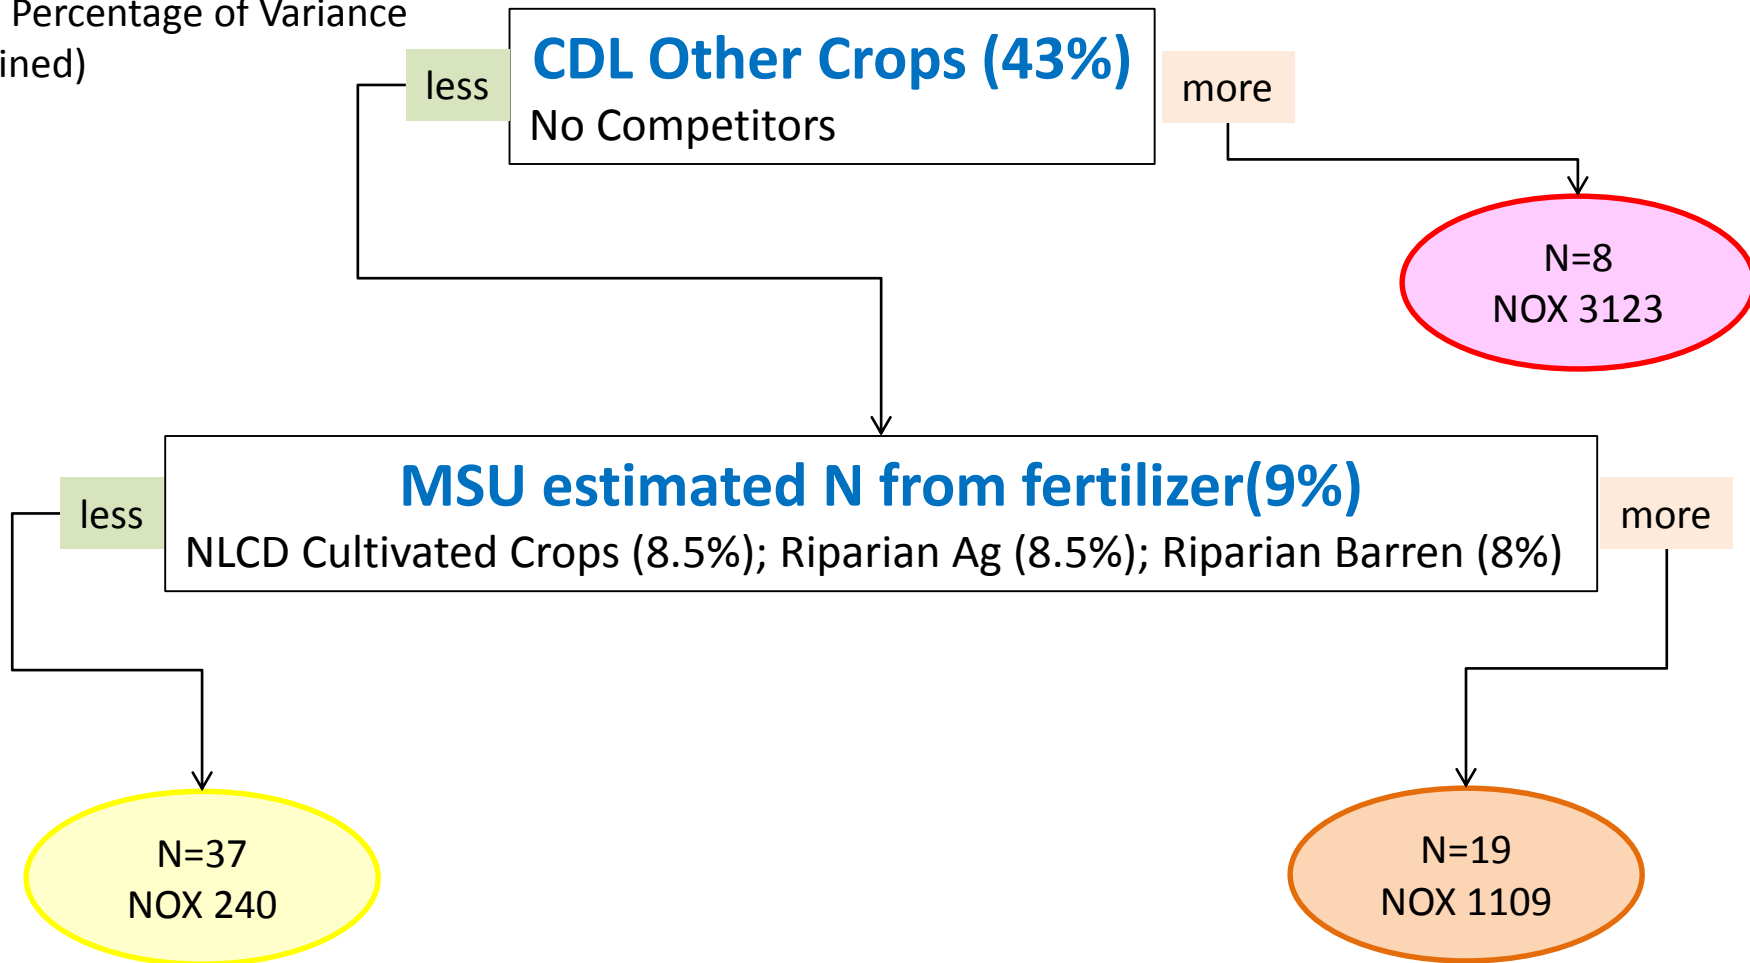 Percentage of Variance
ined)
CDL Other Crops (43%)
No Competitors
less
more
N=8
NOX 3123
MSU estimated N from fertilizer(9%)
NLCD Cultivated Crops (8.5%); Riparian Ag (8.5%); Riparian Barren (8%)
less
more
N=37
NOX 240
N=19
NOX 1109